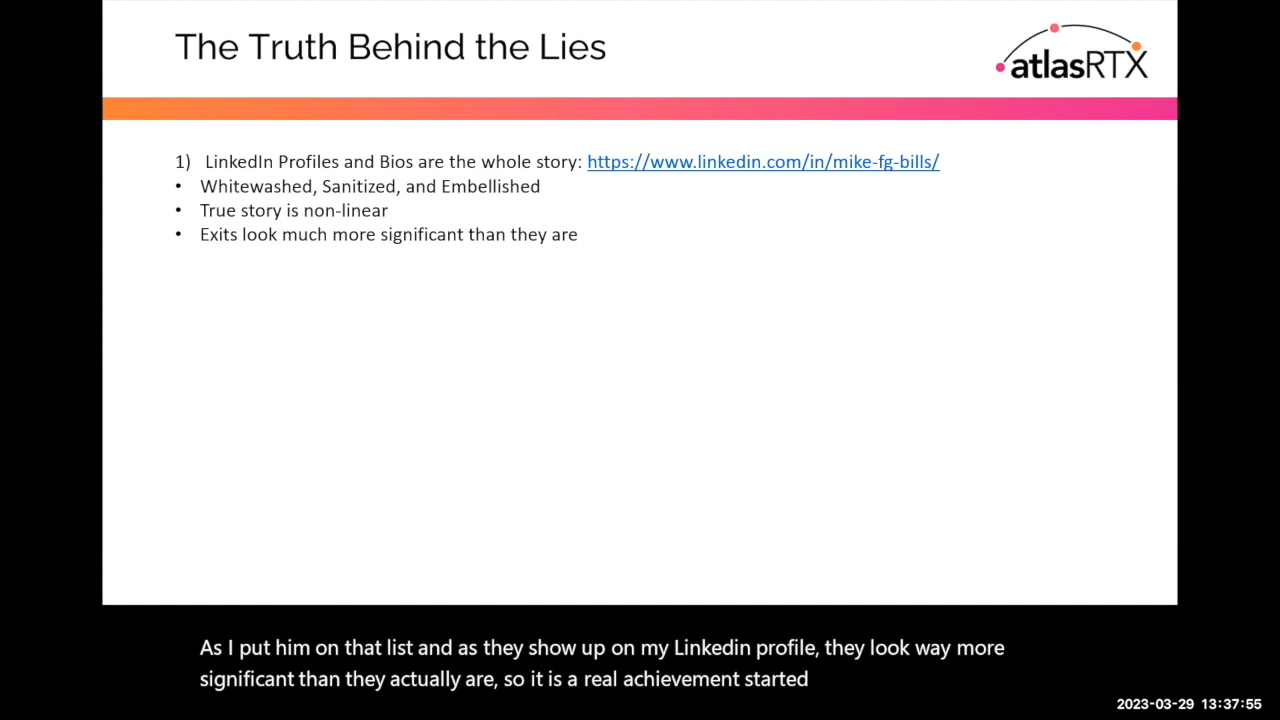 The Truth Behind the Lies
atlasRTX
1) LinkedIn Profiles and Bios are the whole story: https://www.linkedin.com/in/mike-fg-bills/
• Whitewashed, Sanitized, and Embellished
• True story is non-linear
• Exits look much more significant than they are
As I put him on that list and as they show up on my Linkedin profile, they look way more
significant than they actually are, so it is a real achievement started
2023-03-29 13:37:55